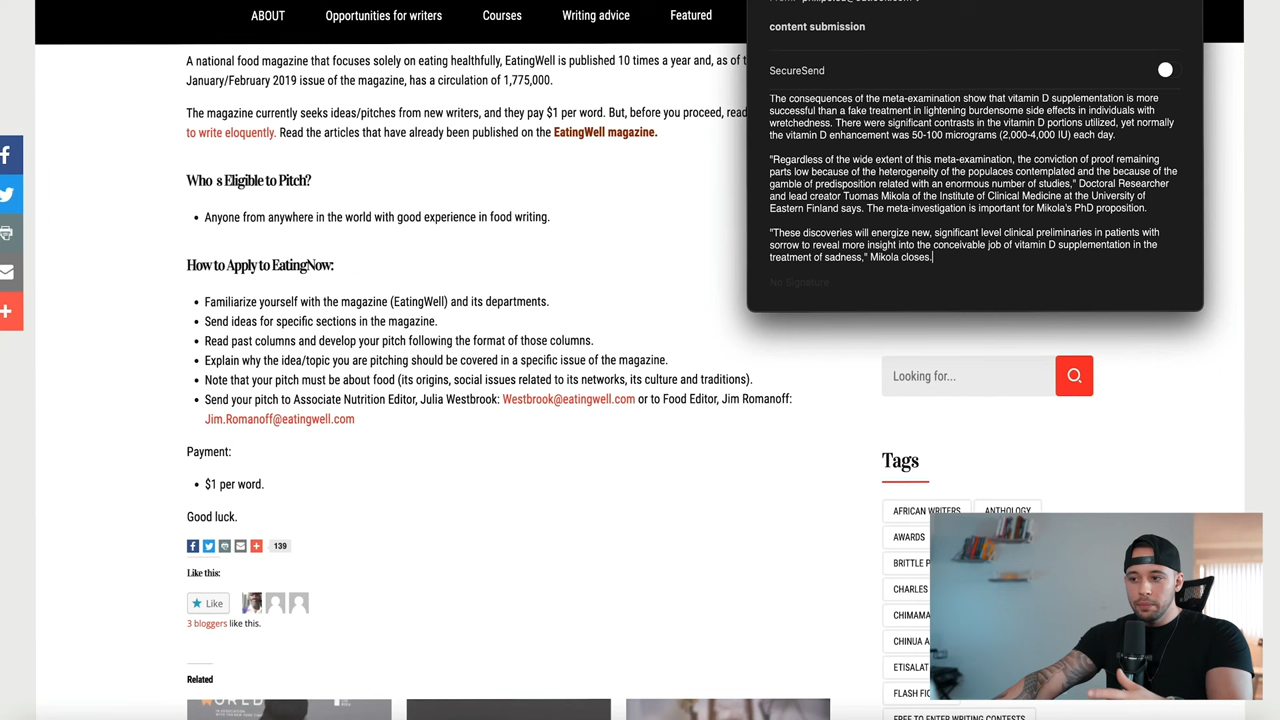 ABOUT
Opportunities for writers
Courses
Writing advice
Featured
A national food magazine that focuses solely on eating healthfully, EatingWell is published 10 times a year and, as of t
January/February 2019 issue of the magazine, has a circulation of 1,775,000.
The magazine currently seeks ideas/pitches from new writers, and they pay $1 per word. But, before you proceed, read
to write eloquently. Read the articles that have already been published on the EatingWell magazine.
Who s Eligible to Pitch?
• Anyone from anywhere in the world with good experience in food writing.
How to Apply to EatingNow:
• Familiarize yourself with the magazine (EatingWell) and its departments.
• Send ideas for specific sections in the magazine.
• Read past columns and develop your pitch following the format of those columns.
• Explain why the idea/topic you are pitching should be covered in a specific issue of the magazine.
• Note that your pitch must be about food (its origins, social issues related to its networks, its culture and traditions).
• Send your pitch to Associate Nutrition Editor, Julia Westbrook: Westbrook@eatingwell.com or to Food Editor, Jim Romanoff:
Jim.Romanoff@eatingwell.com
Payment:
• $1 per word.
Good luck.
139
Like this:
Like
3 bloggers like this.
Related
content submission
SecureSend
The consequences of the meta-examination show that vitamin D supplementation is more
successful than a fake treatment in lightening burdensome side effects in individuals with
wretchedness. There were significant contrasts in the vitamin D portions utilized, yet normally
the vitamin D enhancement was 50-100 micrograms (2,000-4,000 IU) each day.
"Regardless of the wide extent of this meta-examination, the conviction of proof remaining
parts low because of the heterogeneity of the populaces contemplated and the because of the
gamble of predisposition related with an enormous number of studies," Doctoral Researcher
and lead creator Tuomas Mikola of the Institute of Clinical Medicine at the University of
Eastern Finland says. The meta-investigation is important for Mikola's PhD proposition.
"These discoveries will energize new, significant level clinical preliminaries in patients with
sorrow to reveal more insight into the conceivable job of vitamin D supplementation in the
treatment of sadness," Mikola closes.
No Signature
Looking for...
Tags
AFRICAN WRITERS
ANTHOLOGY
AWARDS
BRITTLE P
CHARLES
CHIMAMA
CHINUA A
ETISALAT
FLASH FIC
FREE TO ENTER WRITING CONTESTS